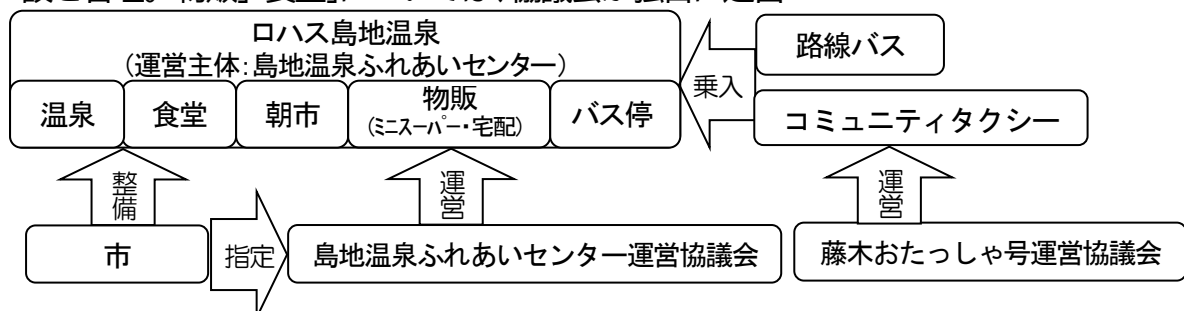 ロハス島地温泉
(運営主体:島地温泉ふれあいセンター)
温泉
食堂
朝市
物販
(ミニスーパー・宅配)
バス停
乗入
路線バス
コミュニティタクシー
整備
運営
運営
市
指定
島地温泉ふれあいセンター運営協議会
藤木おたっしゃ号運営協議会